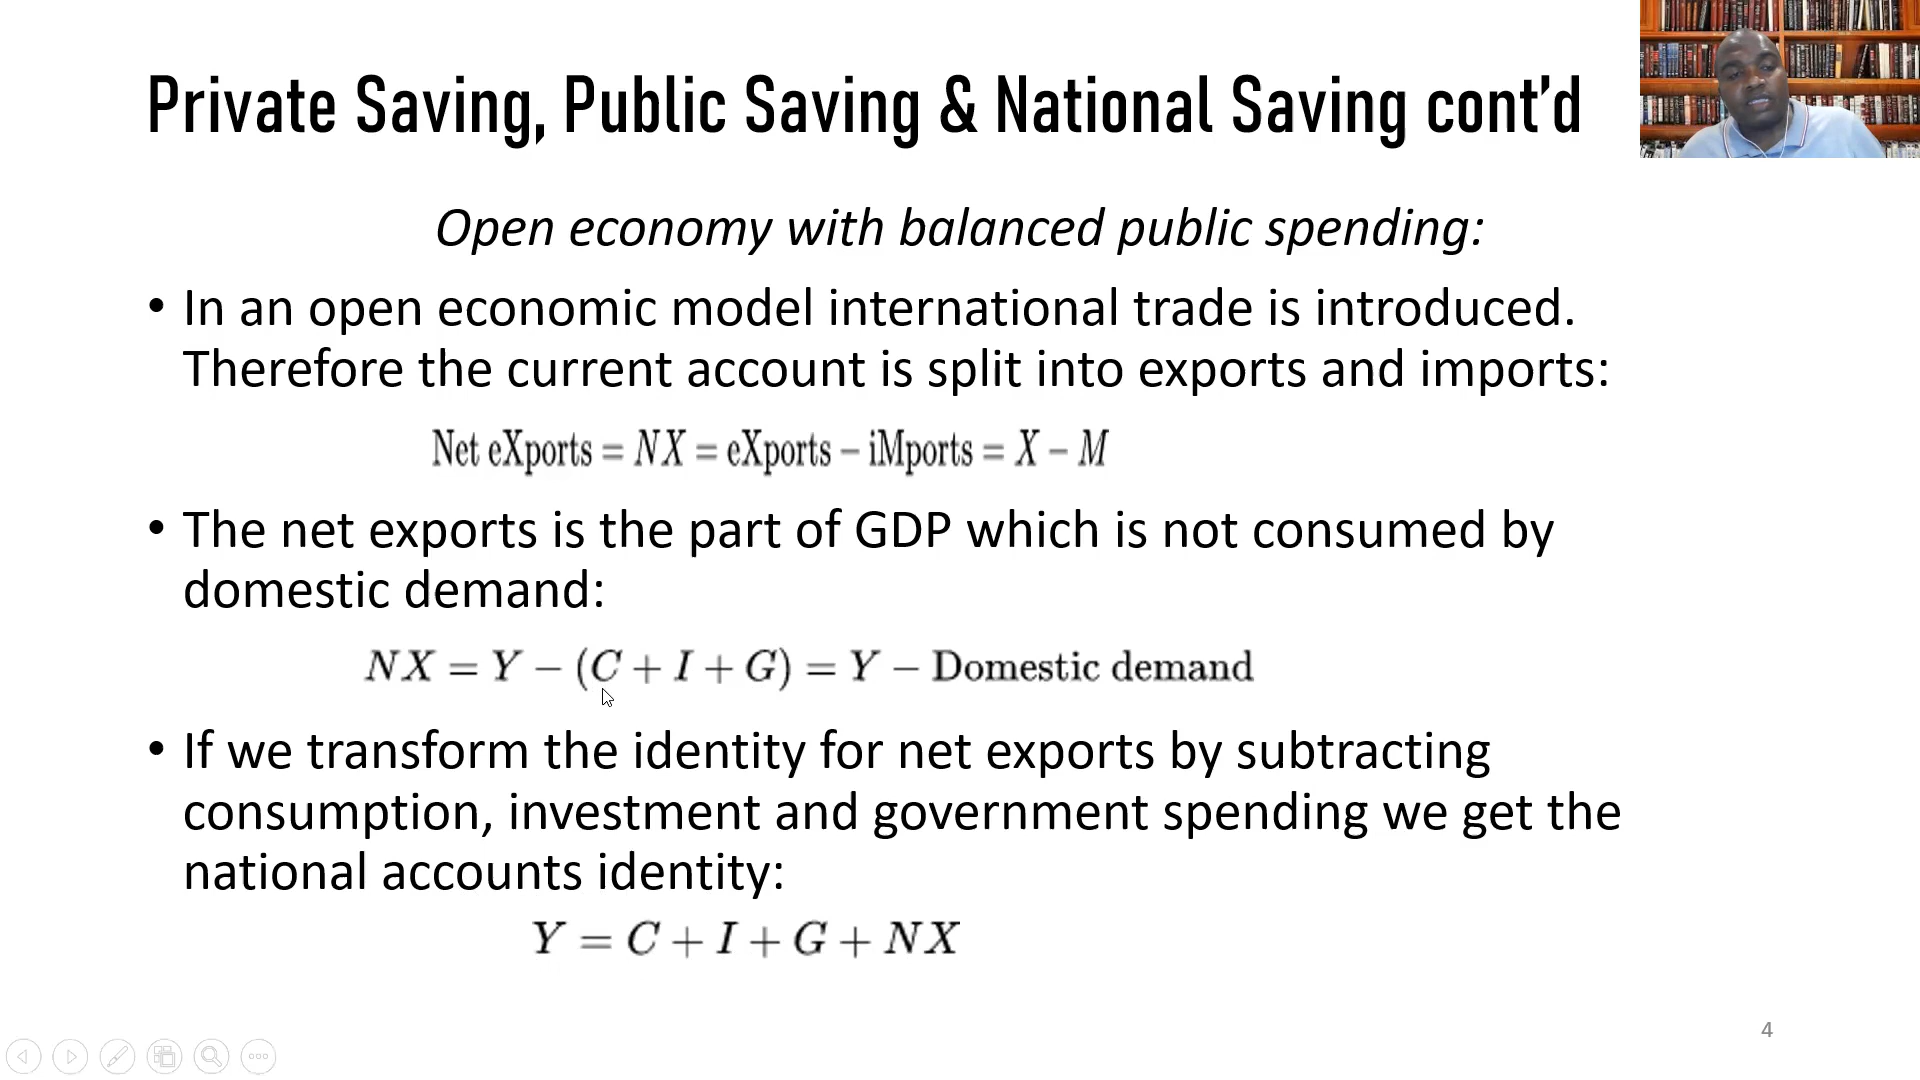 Private Saving, Public Saving & National Saving cont’d
Open economy with balanced public spending:
• In an open economic model international trade is introduced.
Therefore the current account is split into exports and imports:
Net eXports = NX = eXports − iMports = X − M
• The net exports is the part of GDP which is not consumed by
domestic demand:
NX = Y − (C + I + G) = Y − Domestic demand
• If we transform the identity for net exports by subtracting
consumption, investment and government spending we get the
national accounts identity:
Y = C + I + G + NX
4